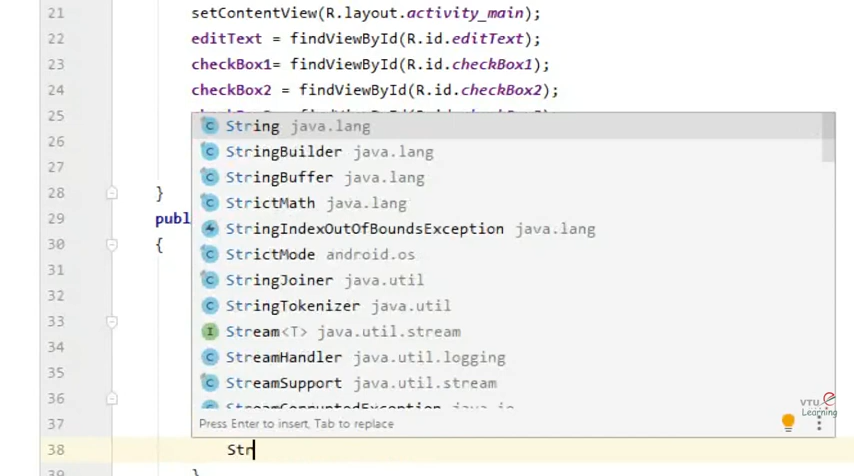 21 setContentView(R.layout.activity_main);
22 editText = findViewById(R.id.editText);
23 checkBox1= findViewById(R.id.checkBox1);
24 checkBox2 = findViewById(R.id.checkBox2);
25
String java.lang
26
StringBuilder java.lang
27
StringBuffer java.lang
28 }
StrictMath java.lang
29 publ
StringIndexOutOfBoundsException java.lang
30 {
StrictMode android.os
31
StringJoiner java.util
32
StringTokenizer java.util
33
Stream<T> java.util.stream
34
StreamHandler java.util.logging
35
StreamSupport java.util.stream
36
StreamCorruptedException java.io
37
Press Enter to insert, Tab to replace
VTU e
Learning
38 Str
39 }